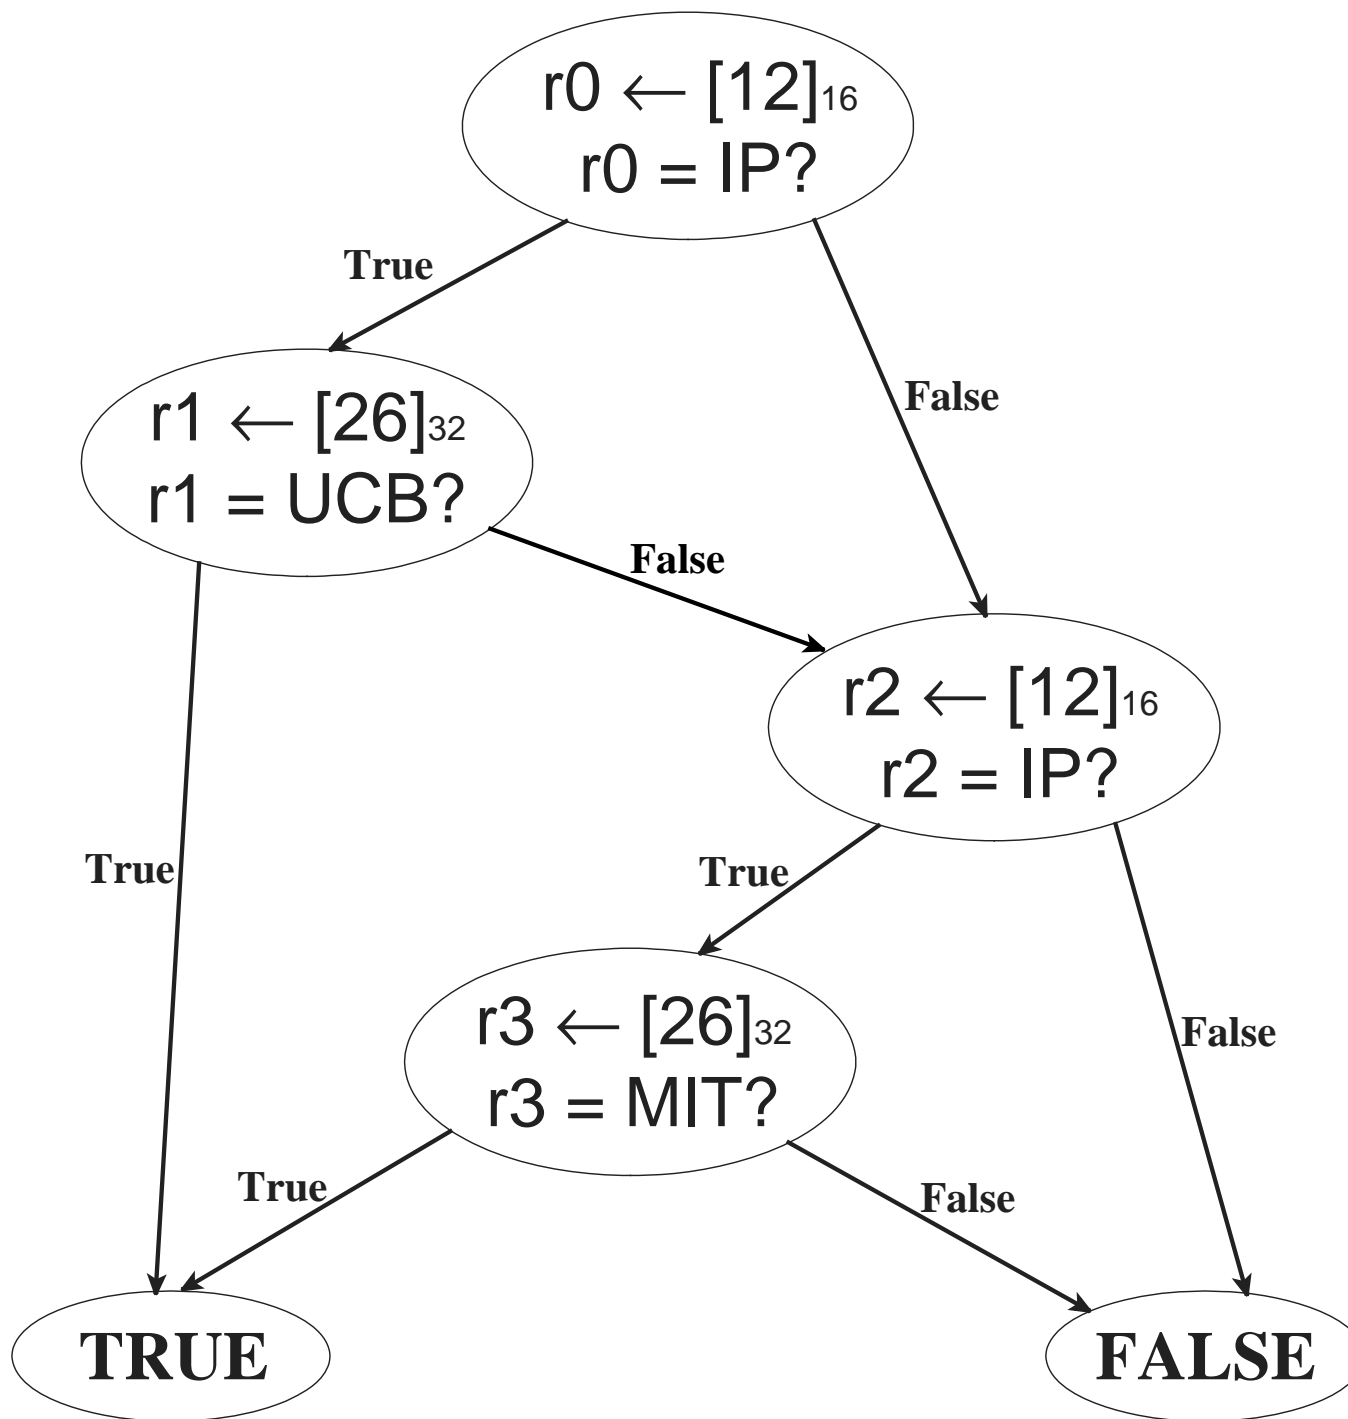 r0 ← [12]16
r0 = IP?
True
False
r1 ← [26]32
r1 = UCB?
False
r2 ← [12]16
r2 = IP?
True
True
False
r3 ← [26]32
r3 = MIT?
True
False
TRUE
FALSE